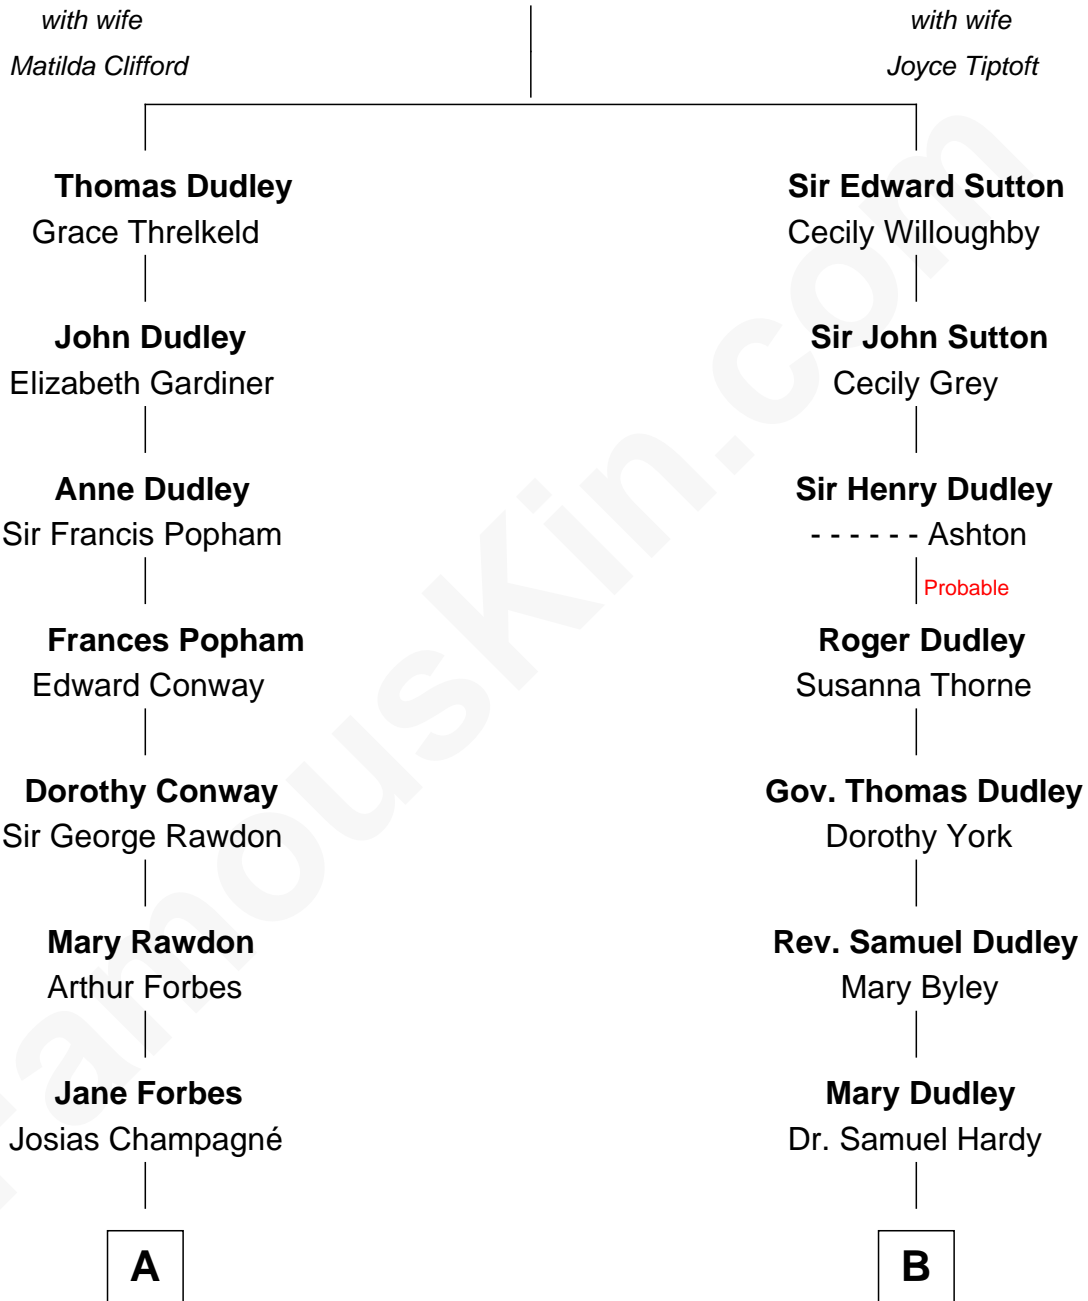 with wife
Matilda Clifford
with wife
Joyce Tiptoft
Thomas Dudley
Grace Threlkeld
Sir Edward Sutton
Cecily Willoughby
John Dudley
Elizabeth Gardiner
Sir John Sutton
Cecily Grey
Anne Dudley
Sir Francis Popham
Sir Henry Dudley
- - - - - - Ashton
Probable
Frances Popham
Edward Conway
Roger Dudley
Susanna Thorne
Dorothy Conway
Sir George Rawdon
Gov. Thomas Dudley
Dorothy York
Mary Rawdon
Arthur Forbes
Rev. Samuel Dudley
Mary Byley
Jane Forbes
Josias Champagné
Mary Dudley
Dr. Samuel Hardy
A
B
FamousKin.com